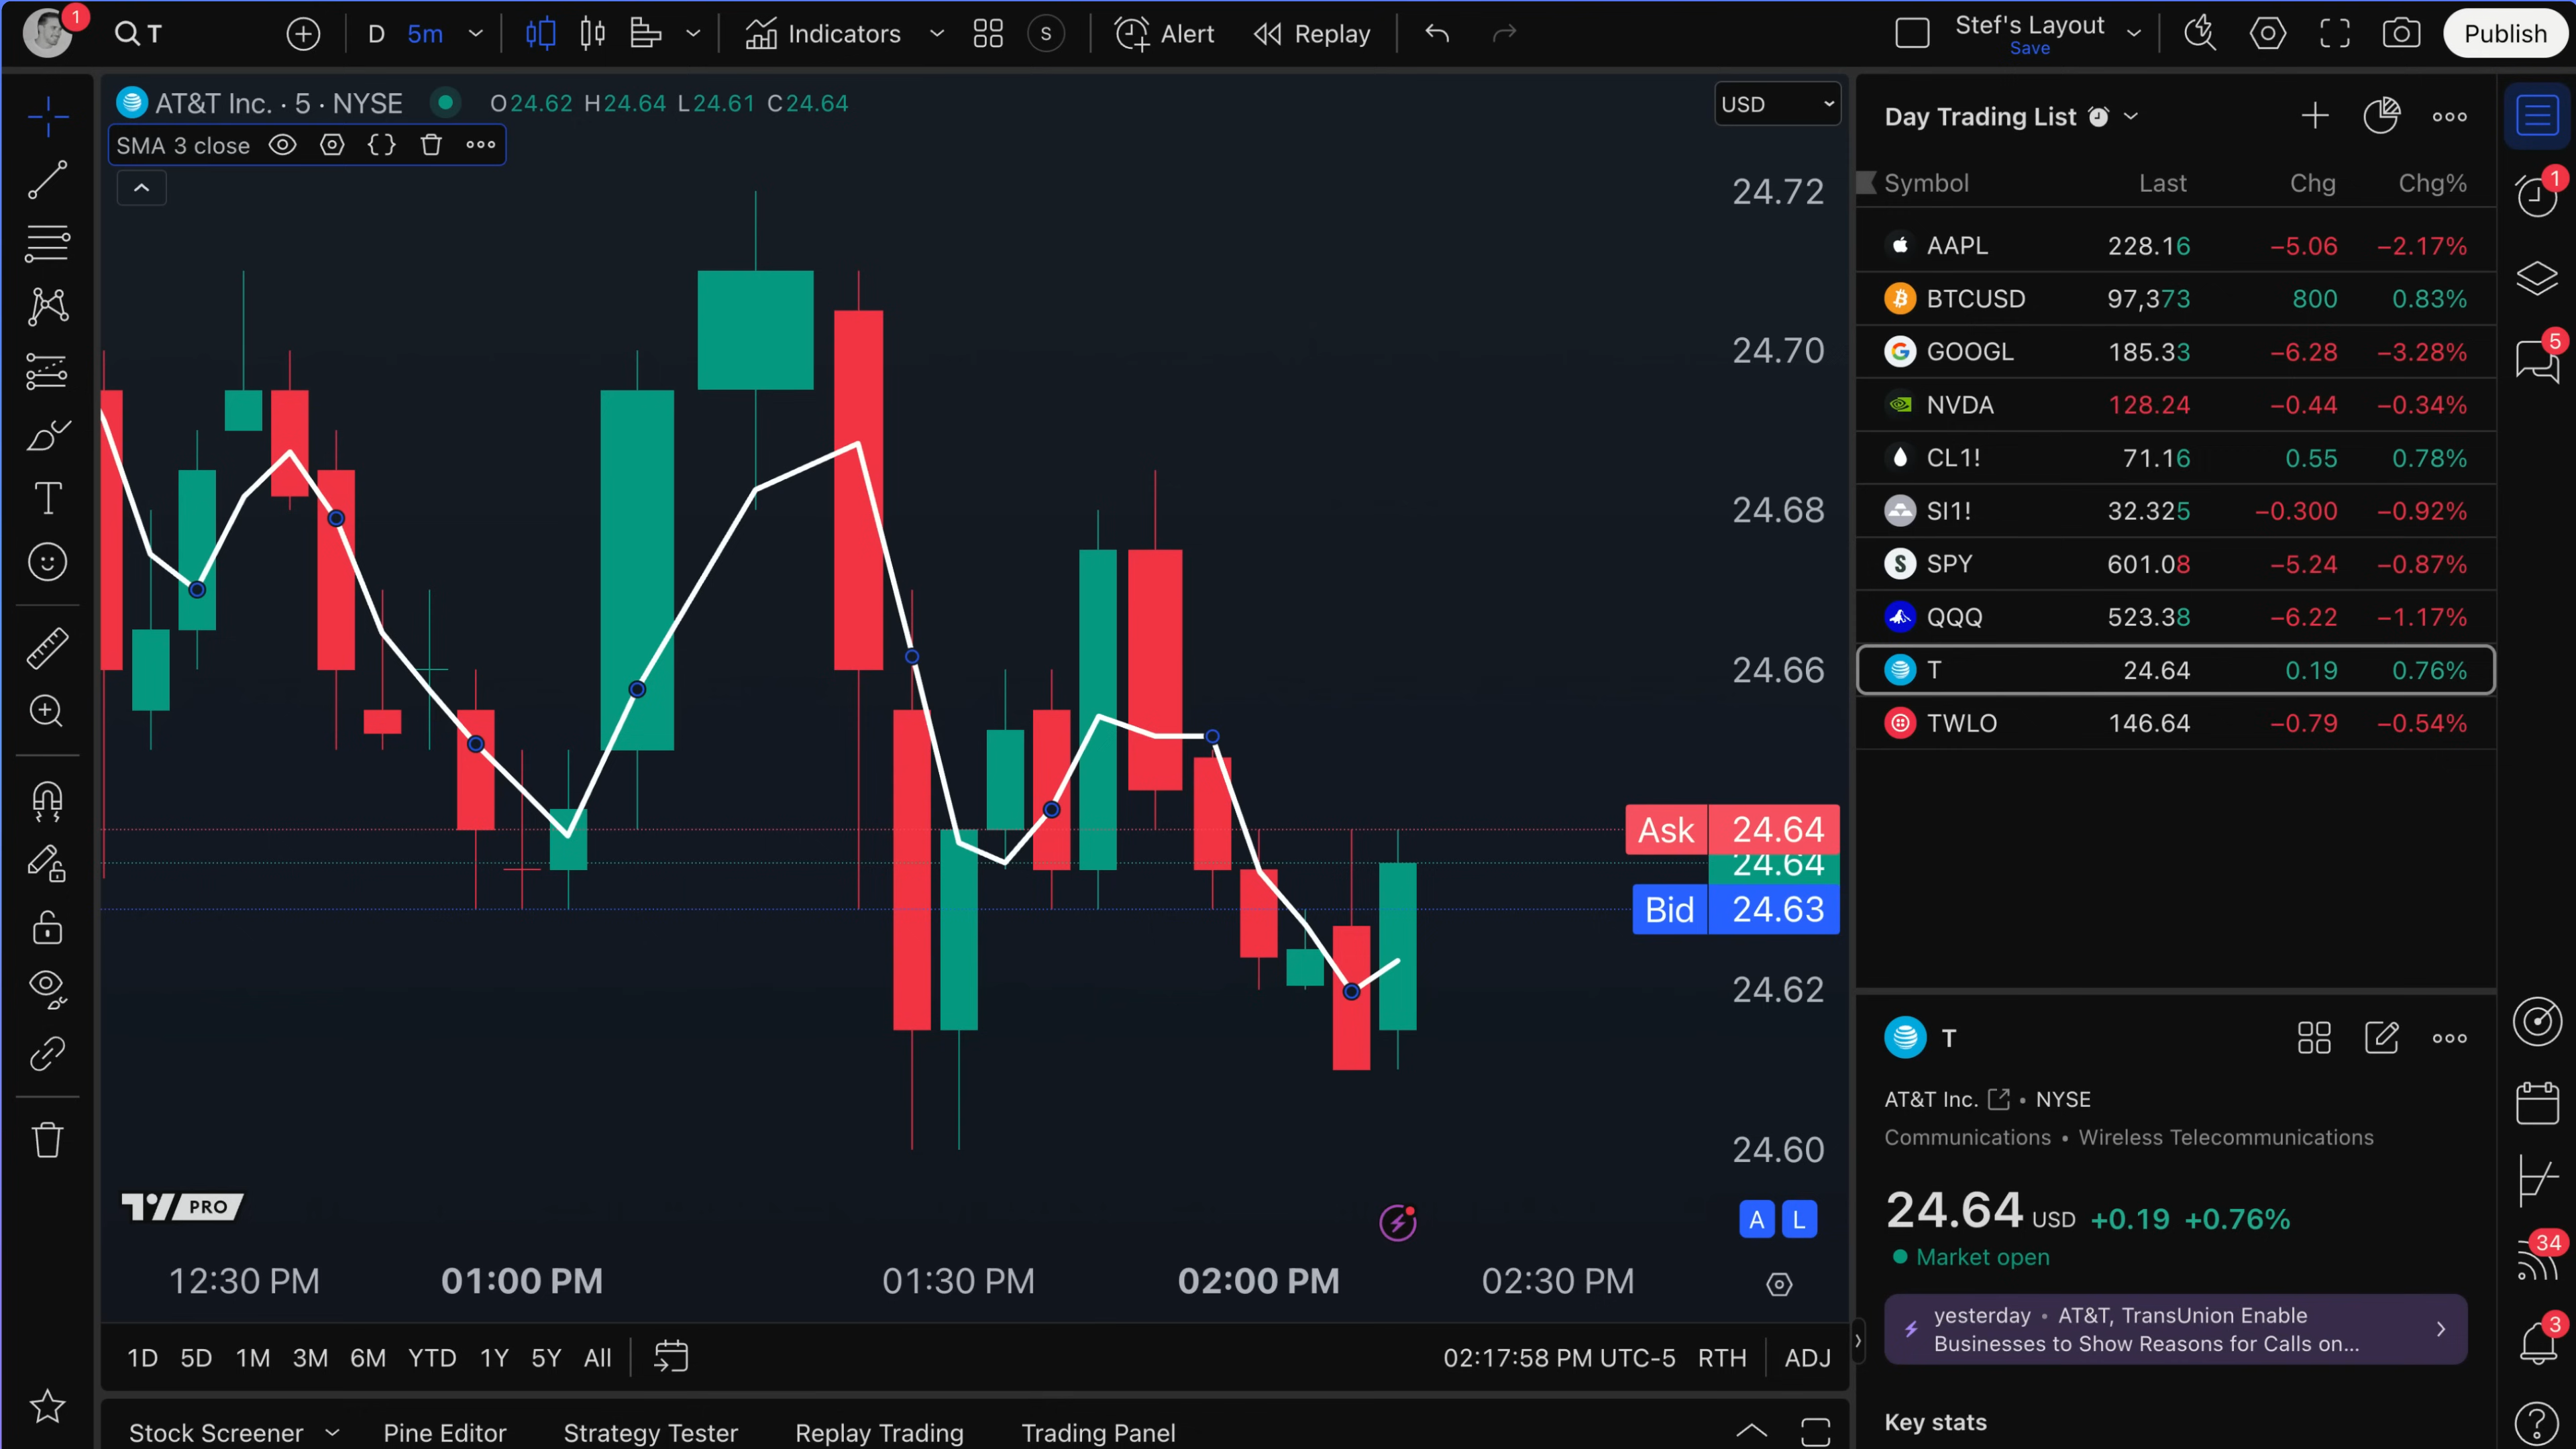 1
T
D 5m
Indicators
S
Alert
Replay
Stef's Layout
Save
Publish
AT&T Inc. · 5 · NYSE
O24.62 H24.64 L24.61 C24.64
USD
SMA 3 close
24.72
24.70
24.68
24.66
Ask 24.64
24.64
Bid 24.63
24.62
24.60
PRO
A L
12:30 PM 01:00 PM 01:30 PM 02:00 PM 02:30 PM
1D 5D 1M 3M 6M YTD 1Y 5Y All
02:17:58 PM UTC-5 RTH ADJ
Stock Screener Pine Editor Strategy Tester Replay Trading Trading Panel
Day Trading List
Symbol Last Chg Chg%
AAPL 228.16 −5.06 −2.17%
BTCUSD 97,373 800 0.83%
GOOGL 185.33 −6.28 −3.28%
NVDA 128.24 −0.44 −0.34%
CL1! 71.16 0.55 0.78%
SI1! 32.325 −0.300 −0.92%
SPY 601.08 −5.24 −0.87%
QQQ 523.38 −6.22 −1.17%
T 24.64 0.19 0.76%
TWLO 146.64 −0.79 −0.54%
T
AT&T Inc. • NYSE
Communications • Wireless Telecommunications
24.64 USD +0.19 +0.76%
Market open
yesterday • AT&T, TransUnion Enable
Businesses to Show Reasons for Calls on...
Key stats
1
5
34
3